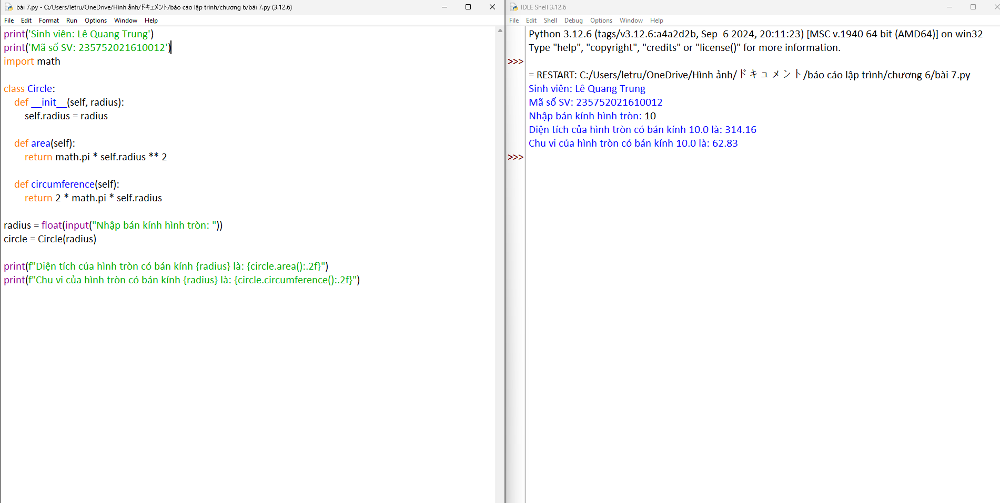 bài 7.py - C:/Users/letru/OneDrive/Hình ảnh/ドキュメント/báo cáo lập trình/chương 6/bài 7.py (3.12.6)
File Edit Format Run Options Window Help
print('Sinh viên: Lê Quang Trung')
print('Mã số SV: 235752021610012')
import math
class Circle:
    def __init__(self, radius):
        self.radius = radius
    def area(self):
        return math.pi * self.radius ** 2
    def circumference(self):
        return 2 * math.pi * self.radius
radius = float(input("Nhập bán kính hình tròn: "))
circle = Circle(radius)
print(f"Diện tích của hình tròn có bán kính {radius} là: {circle.area():.2f}")
print(f"Chu vi của hình tròn có bán kính {radius} là: {circle.circumference():.2f}")
IDLE Shell 3.12.6
File Edit Shell Debug Options Window Help
Python 3.12.6 (tags/v3.12.6:a4a2d2b, Sep  6 2024, 20:11:23) [MSC v.1940 64 bit (AMD64)] on win32
Type "help", "copyright", "credits" or "license()" for more information.
>>>
= RESTART: C:/Users/letru/OneDrive/Hình ảnh/ドキュメント/báo cáo lập trình/chương 6/bài 7.py
Sinh viên: Lê Quang Trung
Mã số SV: 235752021610012
Nhập bán kính hình tròn: 10
Diện tích của hình tròn có bán kính 10.0 là: 314.16
Chu vi của hình tròn có bán kính 10.0 là: 62.83
>>>